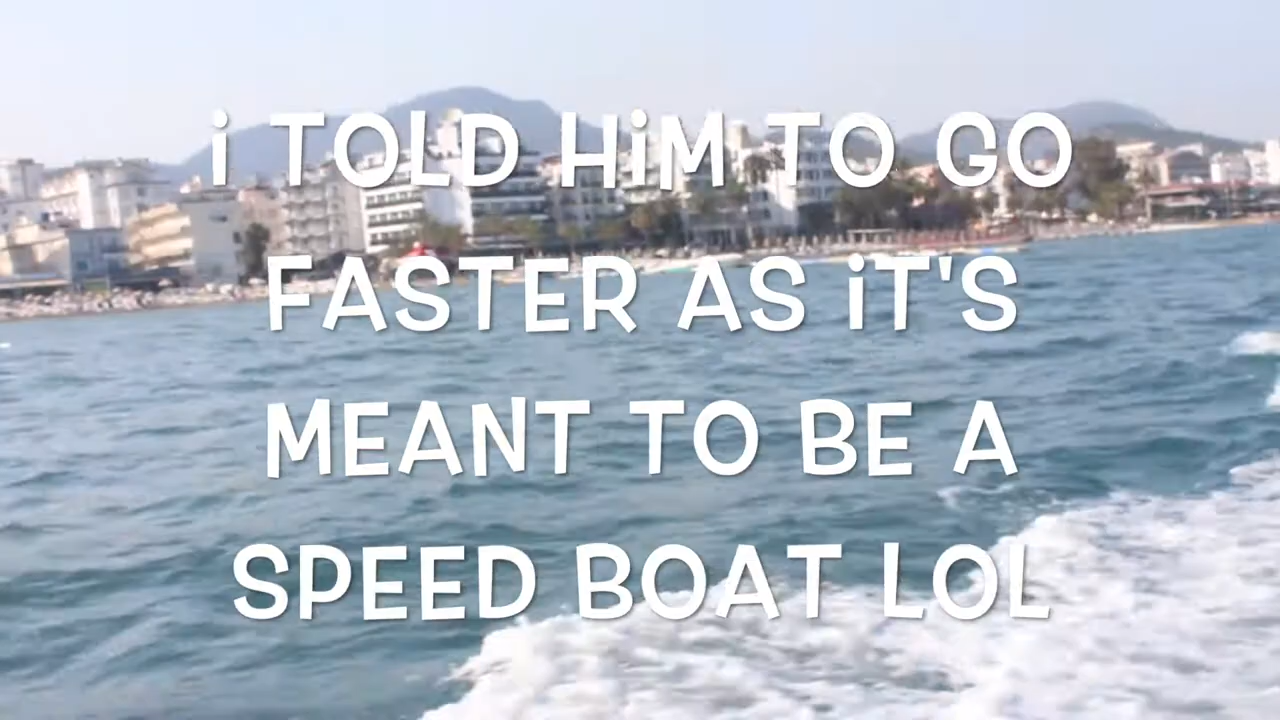 i TOLD HiM TO GO
FASTER AS iT'S
MEANT TO BE A
SPEED BOAT LOL